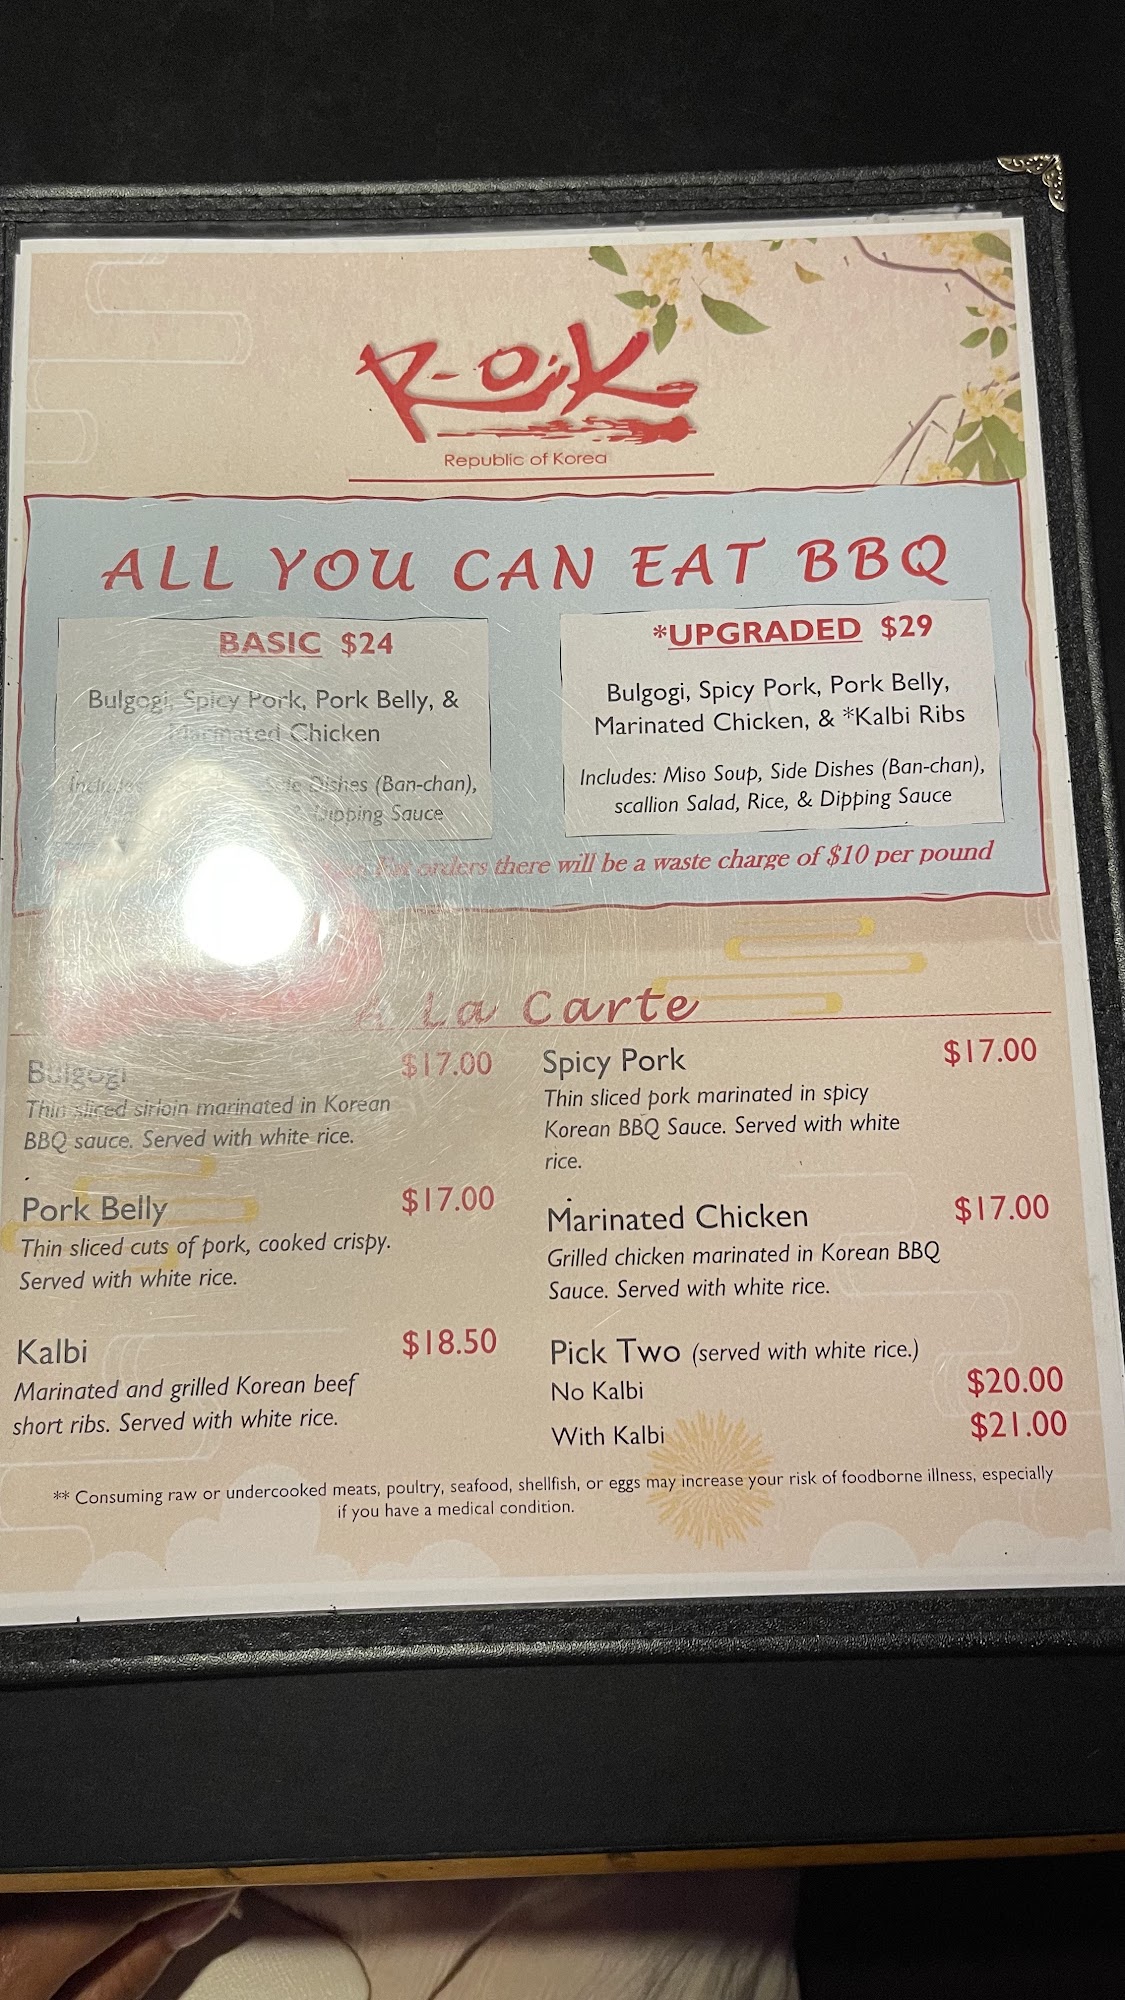 R.O.K.
Republic of Korea
ALL YOU CAN EAT BBQ
BASIC $24
Bulgogi, Spicy Pork, Pork Belly, &
Marinated Chicken
Includes Side Dishes (Ban-chan),
Dipping Sauce
*UPGRADED $29
Bulgogi, Spicy Pork, Pork Belly,
Marinated Chicken, & *Kalbi Ribs
Includes: Miso Soup, Side Dishes (Ban-chan),
scallion Salad, Rice, & Dipping Sauce
orders there will be a waste charge of $10 per pound
A La Carte
Bulgogi $17.00
Thin sliced sirloin marinated in Korean
BBQ sauce. Served with white rice.
Pork Belly $17.00
Thin sliced cuts of pork, cooked crispy.
Served with white rice.
Kalbi $18.50
Marinated and grilled Korean beef
short ribs. Served with white rice.
Spicy Pork $17.00
Thin sliced pork marinated in spicy
Korean BBQ Sauce. Served with white
rice.
Marinated Chicken $17.00
Grilled chicken marinated in Korean BBQ
Sauce. Served with white rice.
Pick Two (served with white rice.)
No Kalbi $20.00
With Kalbi $21.00
** Consuming raw or undercooked meats, poultry, seafood, shellfish, or eggs may increase your risk of foodborne illness, especially
if you have a medical condition.